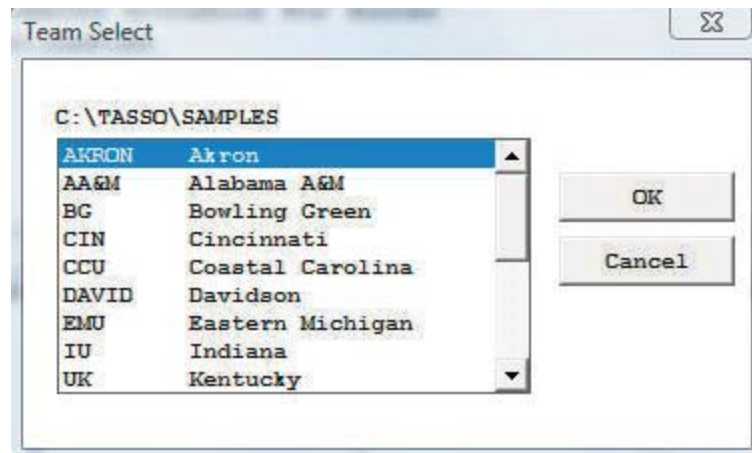 Team Select
C:\TASSO\SAMPLES
AKRON Akron
AA&M Alabama A&M
BG Bowling Green
CIN Cincinnati
CCU Coastal Carolina
DAVID Davidson
EMU Eastern Michigan
IU Indiana
UK Kentucky
OK
Cancel